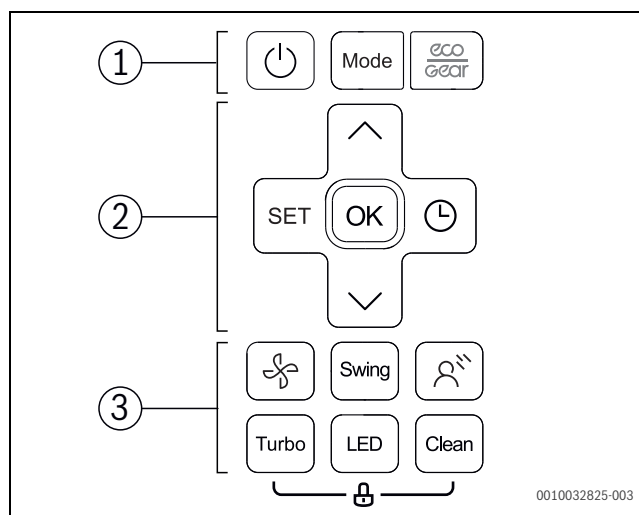 1
Mode
eco
Gear
2
SET OK
3
Swing
Turbo LED Clean
0010032825-003